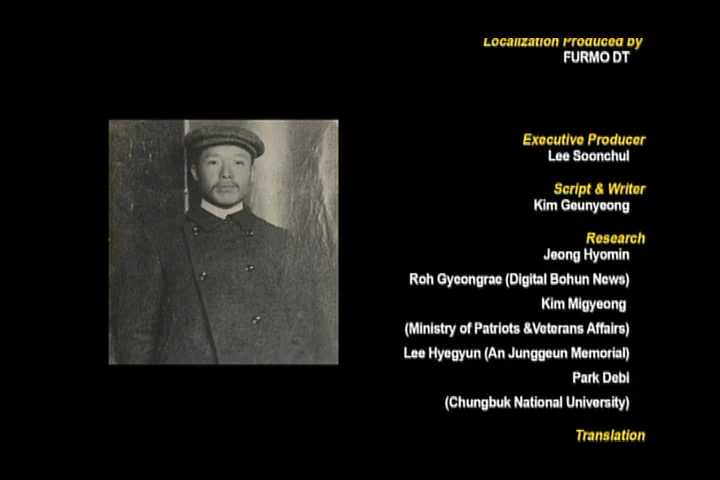 Localization Produced by
FURMO DT
Executive Producer
Lee Soonchul
Script & Writer
Kim Geunyeong
Research
Jeong Hyomin
Roh Gyeongrae (Digital Bohun News)
Kim Migyeong
(Ministry of Patriots &Veterans Affairs)
Lee Hyegyun (An Junggeun Memorial)
Park Debi
(Chungbuk National University)
Translation